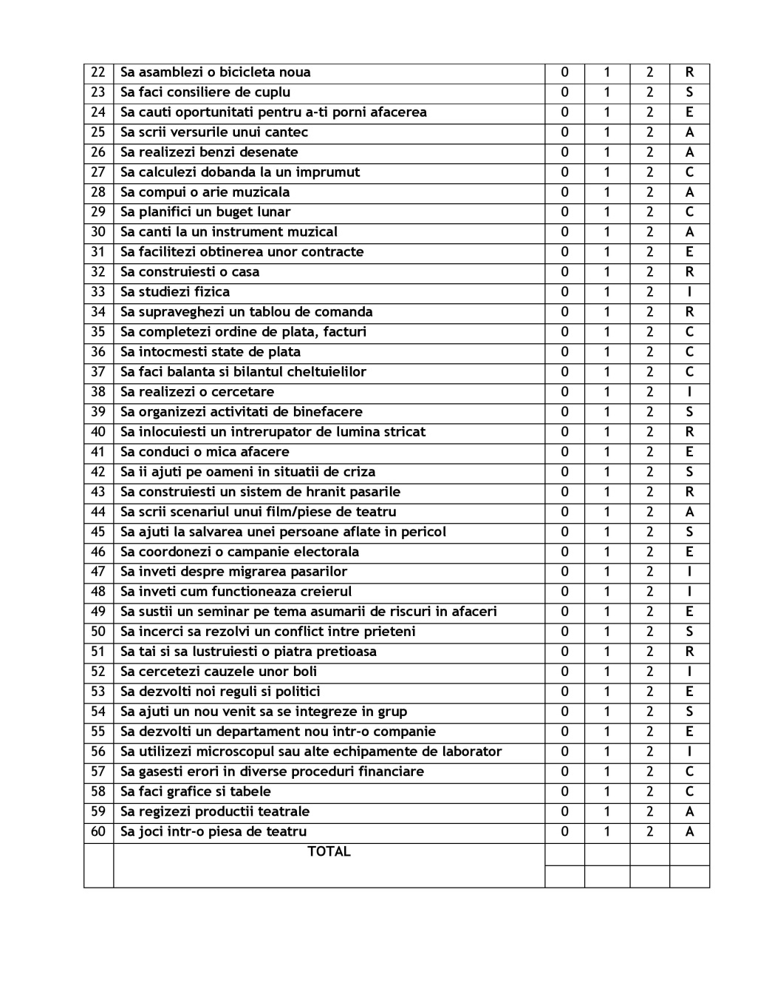 22 Sa asamblezi o bicicleta noua 0 1 2 R
23 Sa faci consiliere de cuplu 0 1 2 S
24 Sa cauti oportunitati pentru a-ti porni afacerea 0 1 2 E
25 Sa scrii versurile unui cantec 0 1 2 A
26 Sa realizezi benzi desenate 0 1 2 A
27 Sa calculezi dobanda la un imprumut 0 1 2 C
28 Sa compui o arie muzicala 0 1 2 A
29 Sa planifici un buget lunar 0 1 2 C
30 Sa canti la un instrument muzical 0 1 2 A
31 Sa facilitezi obtinerea unor contracte 0 1 2 E
32 Sa construiesti o casa 0 1 2 R
33 Sa studiezi fizica 0 1 2 I
34 Sa supraveghezi un tablou de comanda 0 1 2 R
35 Sa completezi ordine de plata, facturi 0 1 2 C
36 Sa intocmesti state de plata 0 1 2 C
37 Sa faci balanta si bilantul cheltuielilor 0 1 2 C
38 Sa realizezi o cercetare 0 1 2 I
39 Sa organizezi activitati de binefacere 0 1 2 S
40 Sa inlocuiesti un intrerupator de lumina stricat 0 1 2 R
41 Sa conduci o mica afacere 0 1 2 E
42 Sa ii ajuti pe oameni in situatii de criza 0 1 2 S
43 Sa construiesti un sistem de hranit pasarile 0 1 2 R
44 Sa scrii scenariul unui film/piese de teatru 0 1 2 A
45 Sa ajuti la salvarea unei persoane aflate in pericol 0 1 2 S
46 Sa coordonezi o campanie electorala 0 1 2 E
47 Sa inveti despre migrarea pasarilor 0 1 2 I
48 Sa inveti cum functioneaza creierul 0 1 2 I
49 Sa sustii un seminar pe tema asumarii de riscuri in afaceri 0 1 2 E
50 Sa incerci sa rezolvi un conflict intre prieteni 0 1 2 S
51 Sa tai si sa lustruiesti o piatra pretioasa 0 1 2 R
52 Sa cercetezi cauzele unor boli 0 1 2 I
53 Sa dezvolti noi reguli si politici 0 1 2 E
54 Sa ajuti un nou venit sa se integreze in grup 0 1 2 S
55 Sa dezvolti un departament nou intr-o companie 0 1 2 E
56 Sa utilizezi microscopul sau alte echipamente de laborator 0 1 2 I
57 Sa gasesti erori in diverse proceduri financiare 0 1 2 C
58 Sa faci grafice si tabele 0 1 2 C
59 Sa regizezi productii teatrale 0 1 2 A
60 Sa joci intr-o piesa de teatru 0 1 2 A
TOTAL